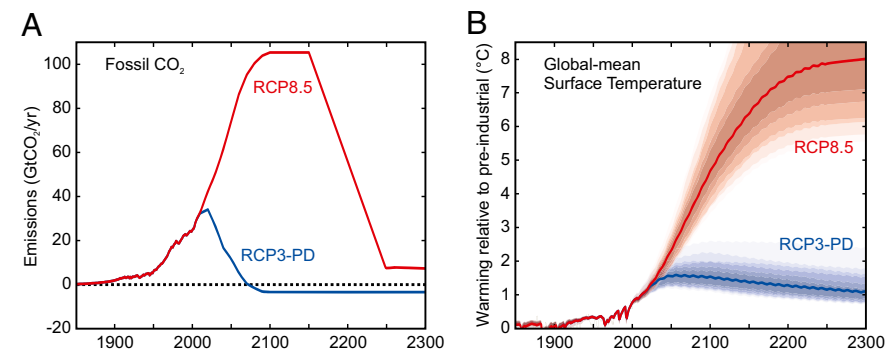 A
Fossil CO₂
RCP8.5
RCP3-PD
Emissions (GtCO₂/yr)
100
80
60
40
20
0
-20
1900
2000
2100
2200
2300
B
Global-mean
Surface Temperature
RCP8.5
RCP3-PD
Warming relative to pre-industrial (°C)
8
7
6
5
4
3
2
1
0
1900
2000
2100
2200
2300